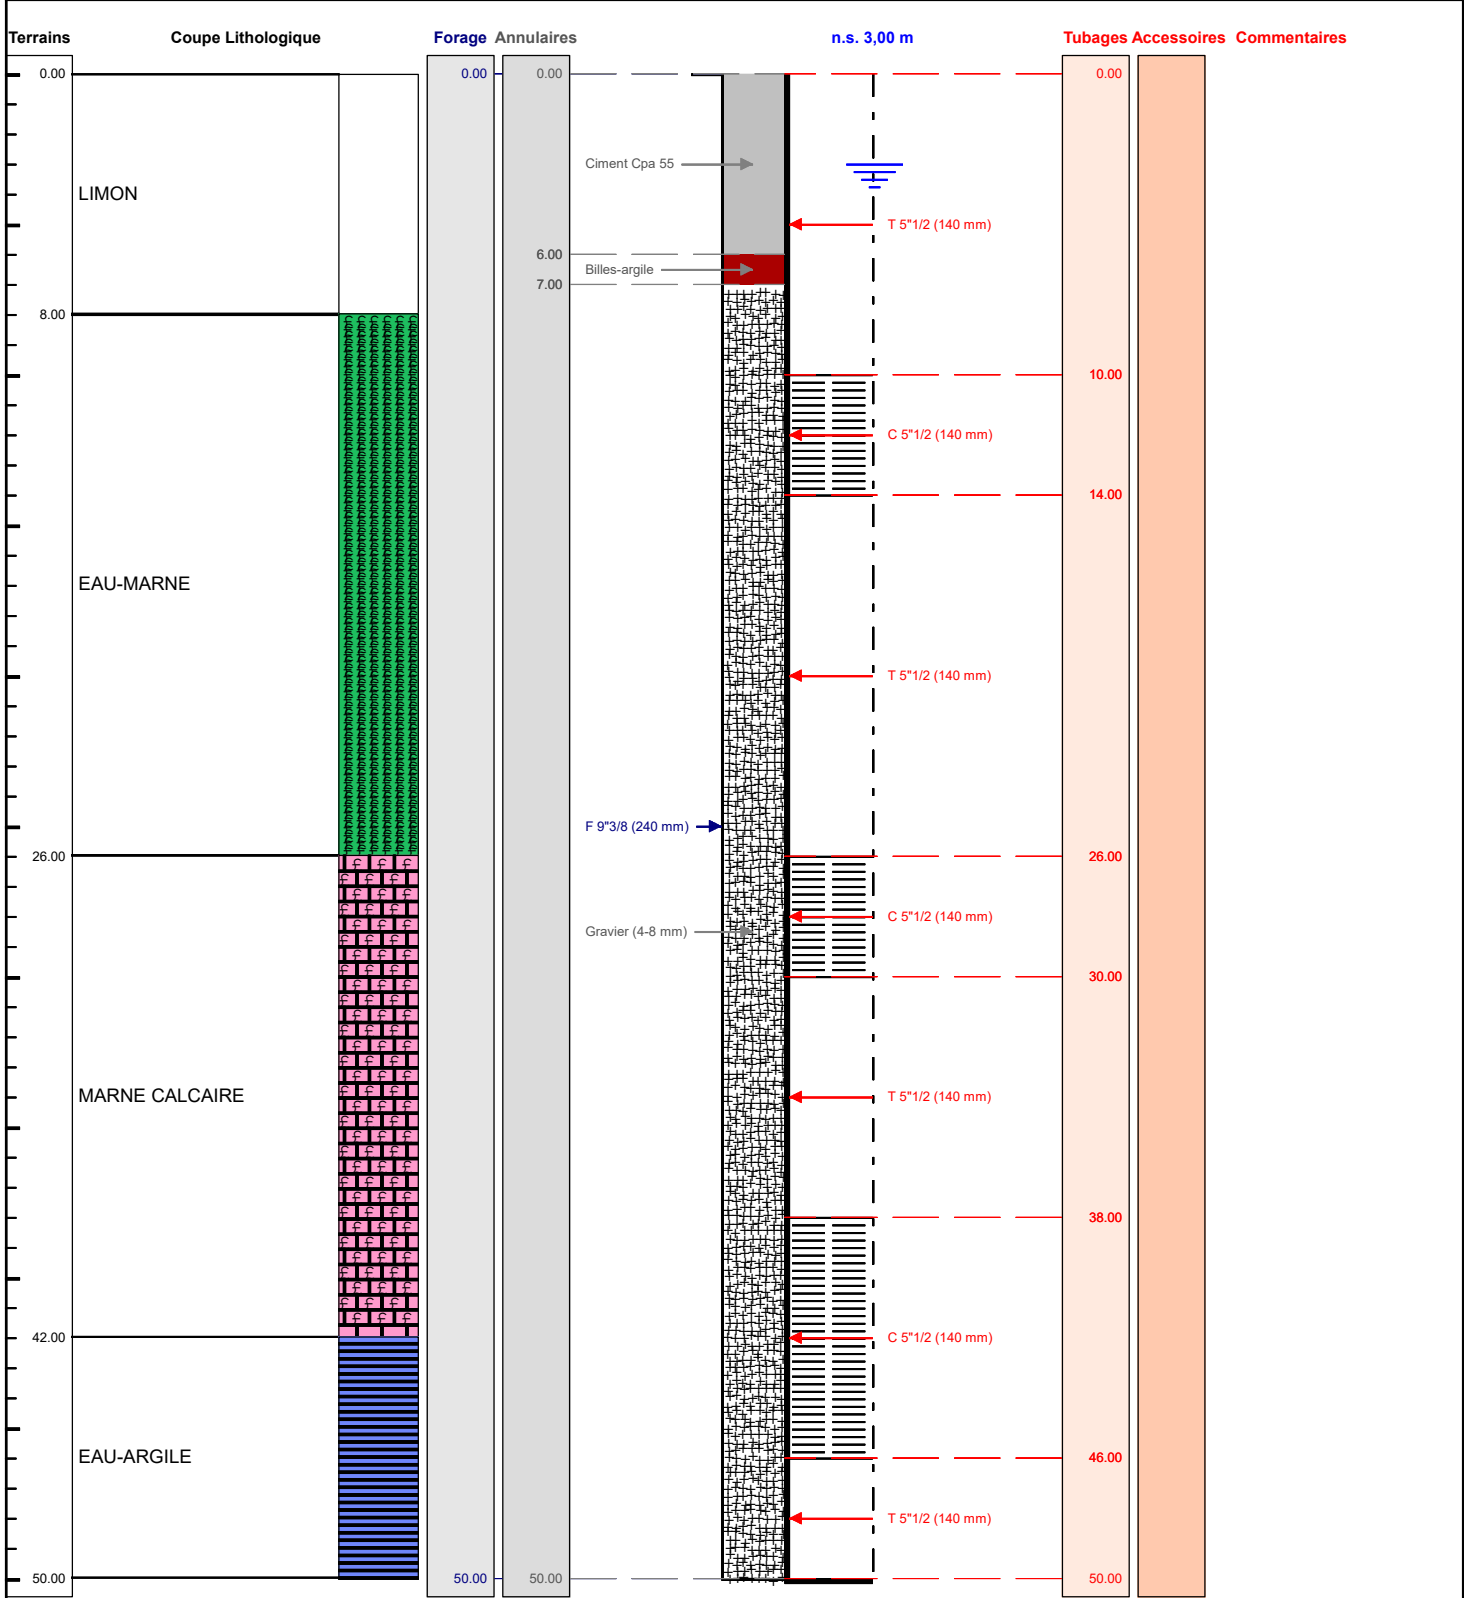 Terrains Coupe Lithologique Forage Annulaires n.s. 3,00 m Tubages Accessoires Commentaires
0.00 0.00 0.00 0.00
Ciment Cpa 55
LIMON
T 5"1/2 (140 mm)
6.00
Billes-argile
7.00
8.00
10.00
C 5"1/2 (140 mm)
14.00
EAU-MARNE
T 5"1/2 (140 mm)
F 9"3/8 (240 mm)
26.00 26.00
C 5"1/2 (140 mm)
Gravier (4-8 mm)
30.00
MARNE CALCAIRE
T 5"1/2 (140 mm)
38.00
42.00 C 5"1/2 (140 mm)
EAU-ARGILE 46.00
T 5"1/2 (140 mm)
50.00 50.00 50.00 50.00